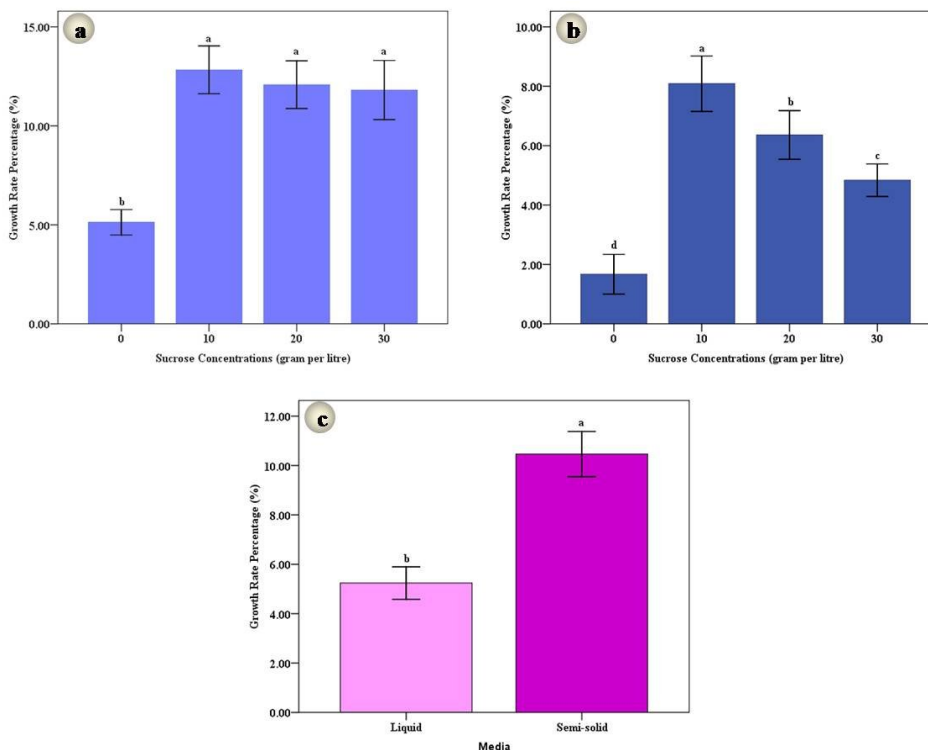 a
15.00
10.00
5.00
0.00
Growth Rate Percentage (%)
b
a
a
a
0
10
20
30
Sucrose Concentrations (gram per litre)
b
10.00
8.00
6.00
4.00
2.00
0.00
Growth Rate Percentage (%)
d
a
b
c
0
10
20
30
Sucrose Concentrations (gram per litre)
c
12.00
10.00
8.00
6.00
4.00
2.00
0.00
Growth Rate Percentage (%)
b
a
Liquid
Semi-solid
Media